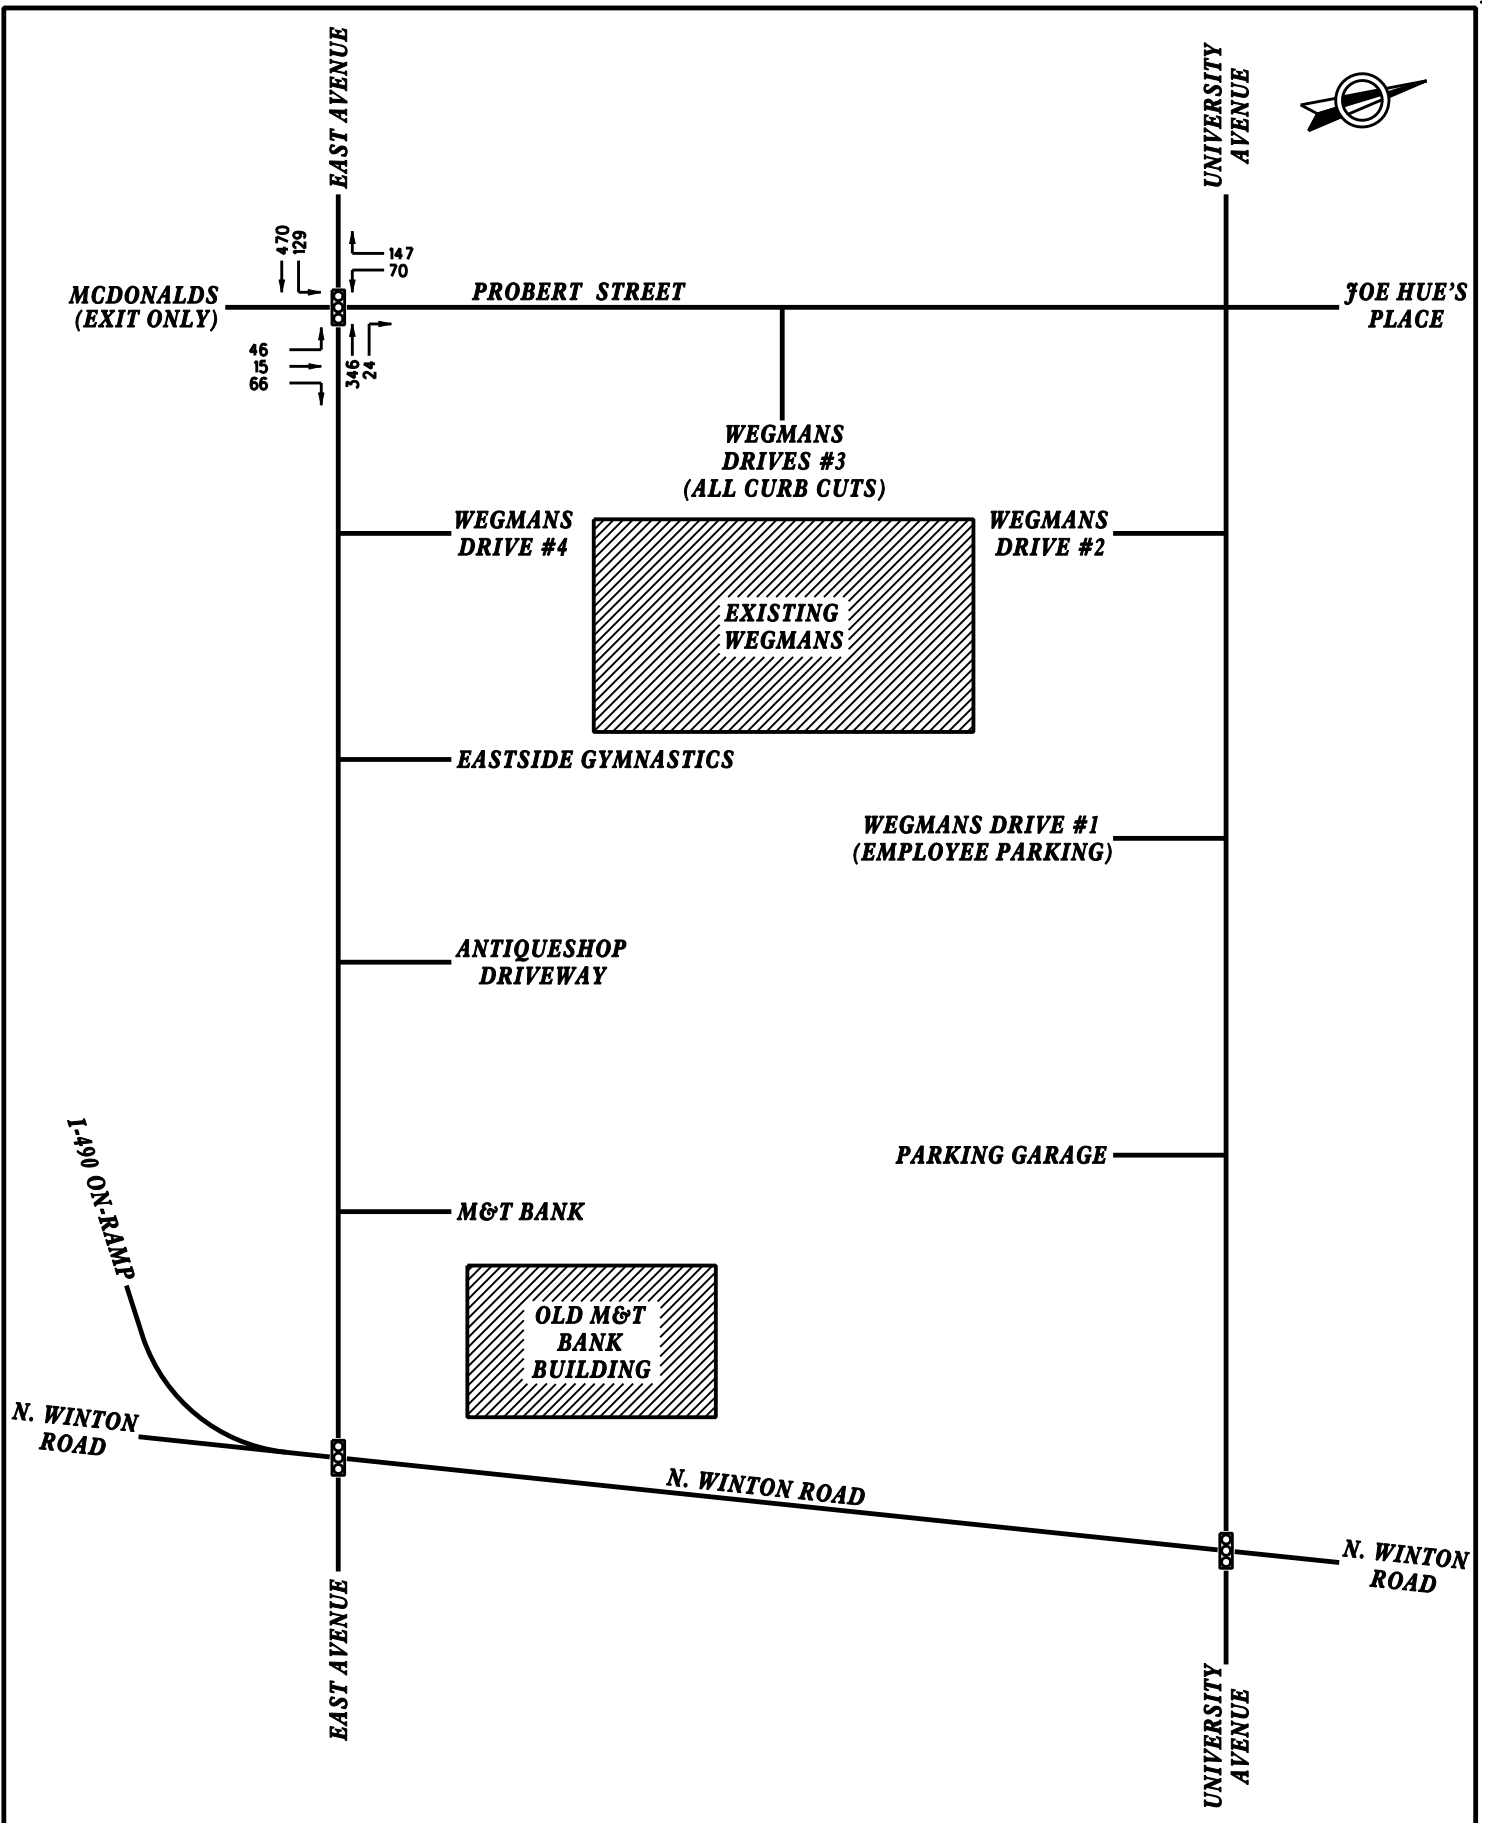 EAST AVENUE
UNIVERSITY
AVENUE
470
129
147
70
MCDONALDS
(EXIT ONLY)
PROBERT STREET
JOE HUE'S
PLACE
46
15
66
346
24
WEGMANS
DRIVES #3
(ALL CURB CUTS)
WEGMANS
DRIVE #4
WEGMANS
DRIVE #2
EXISTING
WEGMANS
EASTSIDE GYMNASTICS
WEGMANS DRIVE #1
(EMPLOYEE PARKING)
ANTIQUESHOP
DRIVEWAY
I-490 ON-RAMP
PARKING GARAGE
M&T BANK
OLD M&T
BANK
BUILDING
N. WINTON
ROAD
N. WINTON ROAD
N. WINTON
ROAD
EAST AVENUE
UNIVERSITY
AVENUE